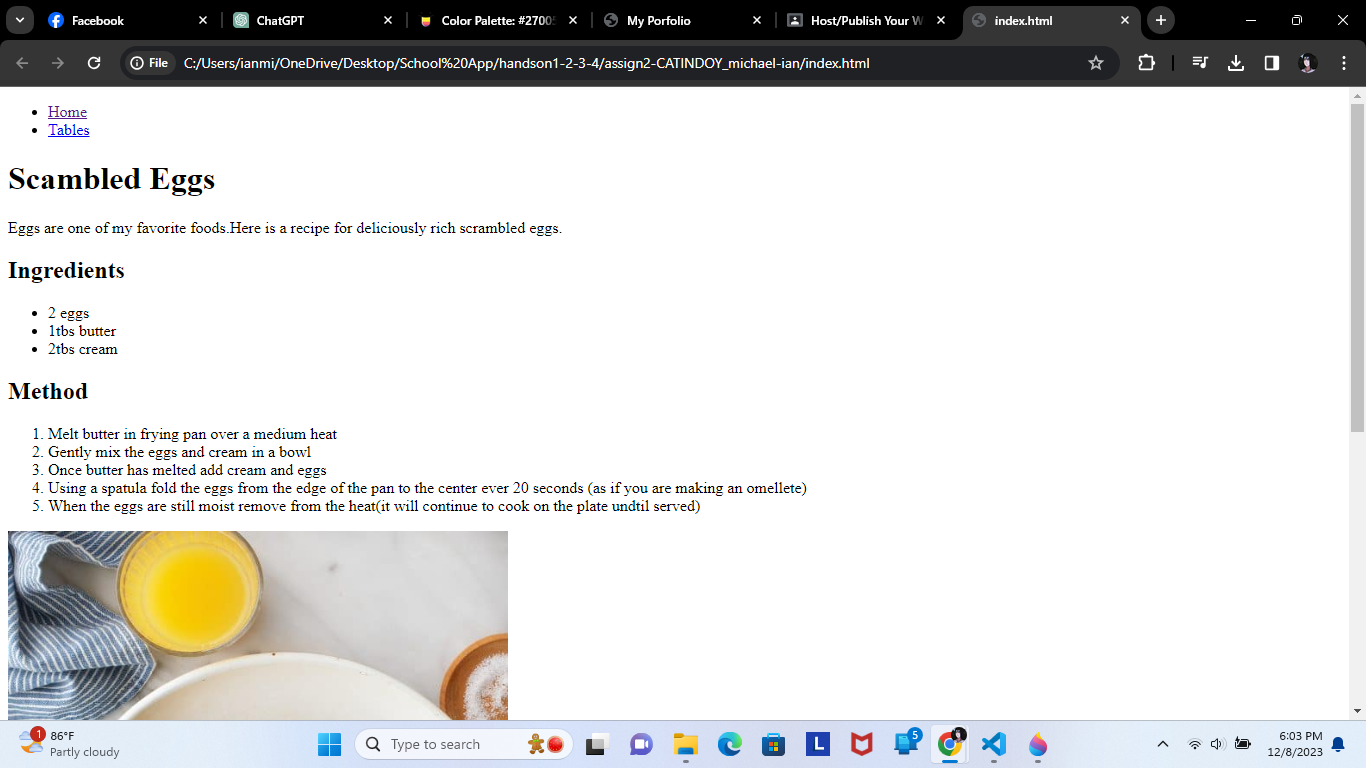 Facebook
ChatGPT
Color Palette: #2700
My Porfolio
Host/Publish Your W
index.html
File
C:/Users/ianmi/OneDrive/Desktop/School%20App/handson1-2-3-4/assign2-CATINDOY_michael-ian/index.html
Home
Tables
Scambled Eggs
Eggs are one of my favorite foods.Here is a recipe for deliciously rich scrambled eggs.
Ingredients
2 eggs
1tbs butter
2tbs cream
Method
1. Melt butter in frying pan over a medium heat
2. Gently mix the eggs and cream in a bowl
3. Once butter has melted add cream and eggs
4. Using a spatula fold the eggs from the edge of the pan to the center ever 20 seconds (as if you are making an omellete)
5. When the eggs are still moist remove from the heat(it will continue to cook on the plate undtil served)
1
86°F
Partly cloudy
Type to search
L
5
6:03 PM
12/8/2023